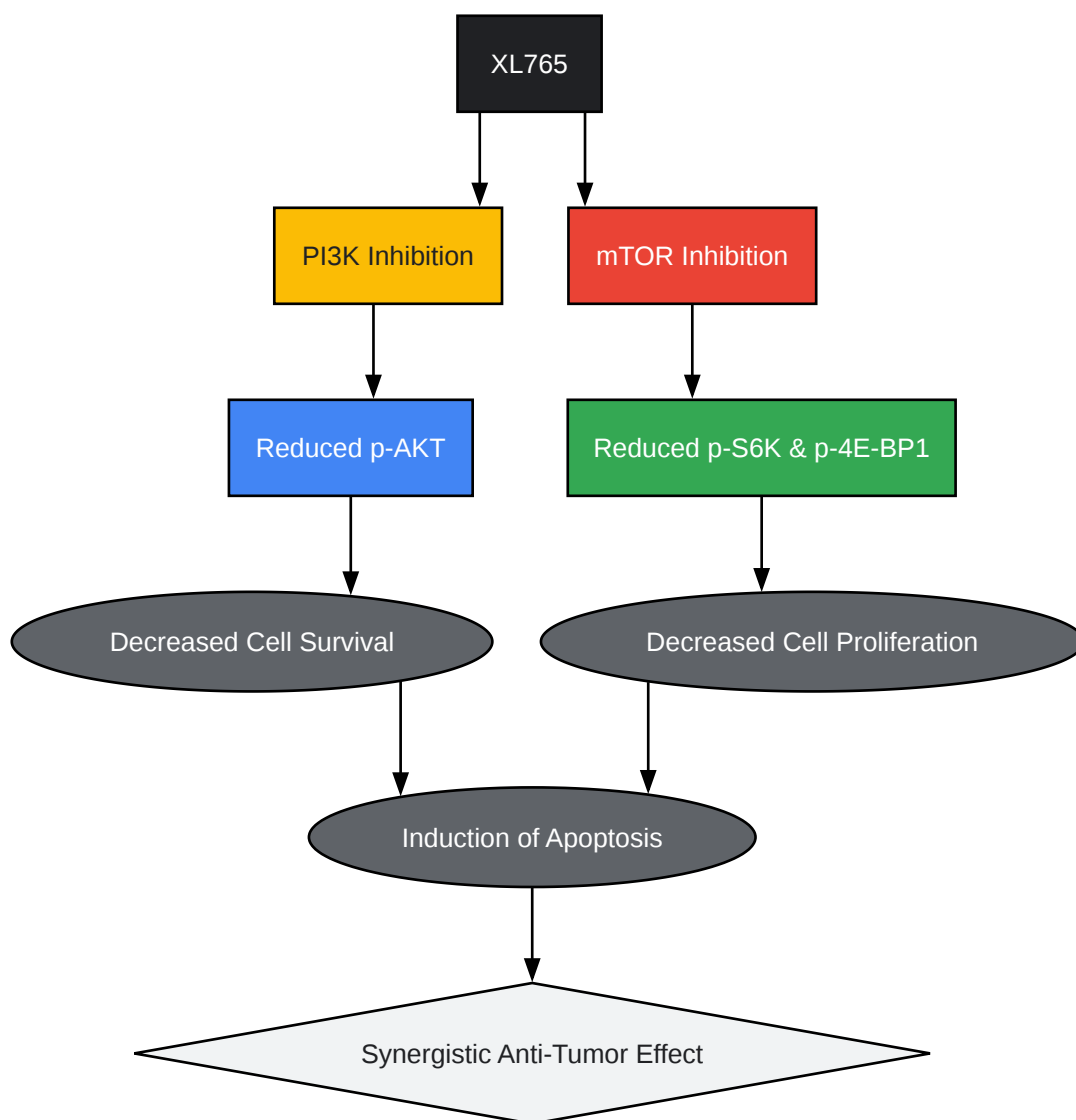 XL765
PI3K Inhibition
mTOR Inhibition
Reduced p-AKT
Reduced p-S6K & p-4E-BP1
Decreased Cell Survival
Decreased Cell Proliferation
Induction of Apoptosis
Synergistic Anti-Tumor Effect